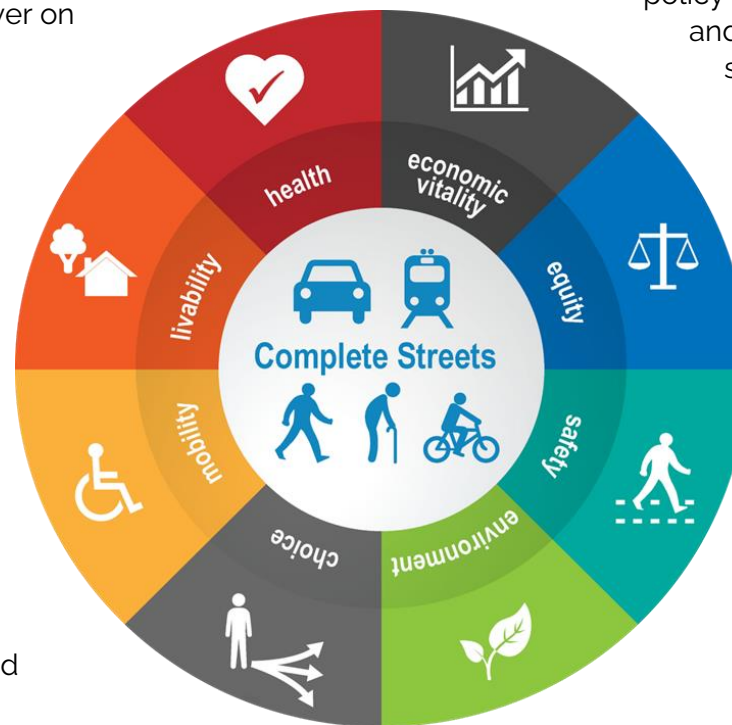 policy
ver on
and
s
health
economic
vitality
equity
safety
environment
choice
mobility
livability
Complete Streets
d